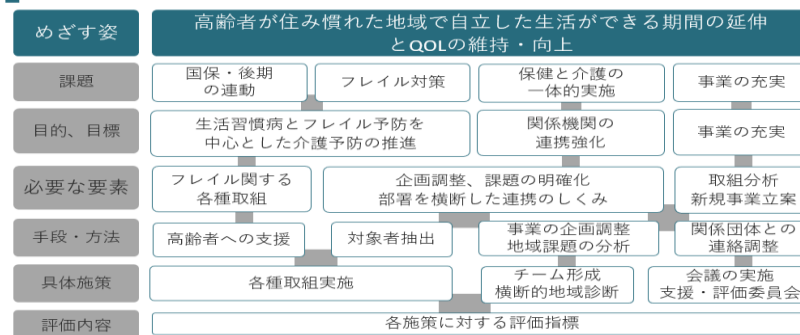 めざす姿
高齢者が住み慣れた地域で自立した生活ができる期間の延伸
とQOLの維持・向上
課題
国保・後期
の連動
フレイル対策
保健と介護の
一体的実施
事業の充実
目的、目標
生活習慣病とフレイル予防を
中心とした介護予防の推進
関係機関の
連携強化
事業の充実
必要な要素
フレイル関する
各種取組
企画調整、課題の明確化
部署を横断した連携のしくみ
取組分析
新規事業立案
手段・方法
高齢者への支援
対象者抽出
事業の企画調整
地域課題の分析
関係団体との
連絡調整
具体施策
各種取組実施
チーム形成
横断的地域診断
会議の実施
支援・評価委員会
評価内容
各施策に対する評価指標